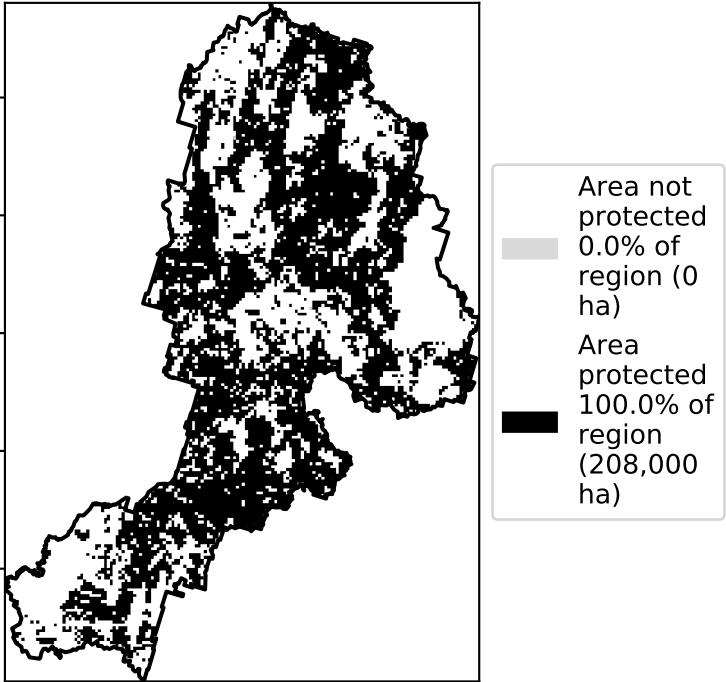 Area not
protected
0.0% of
region (0
ha)
Area
protected
100.0% of
region
(208,000
ha)